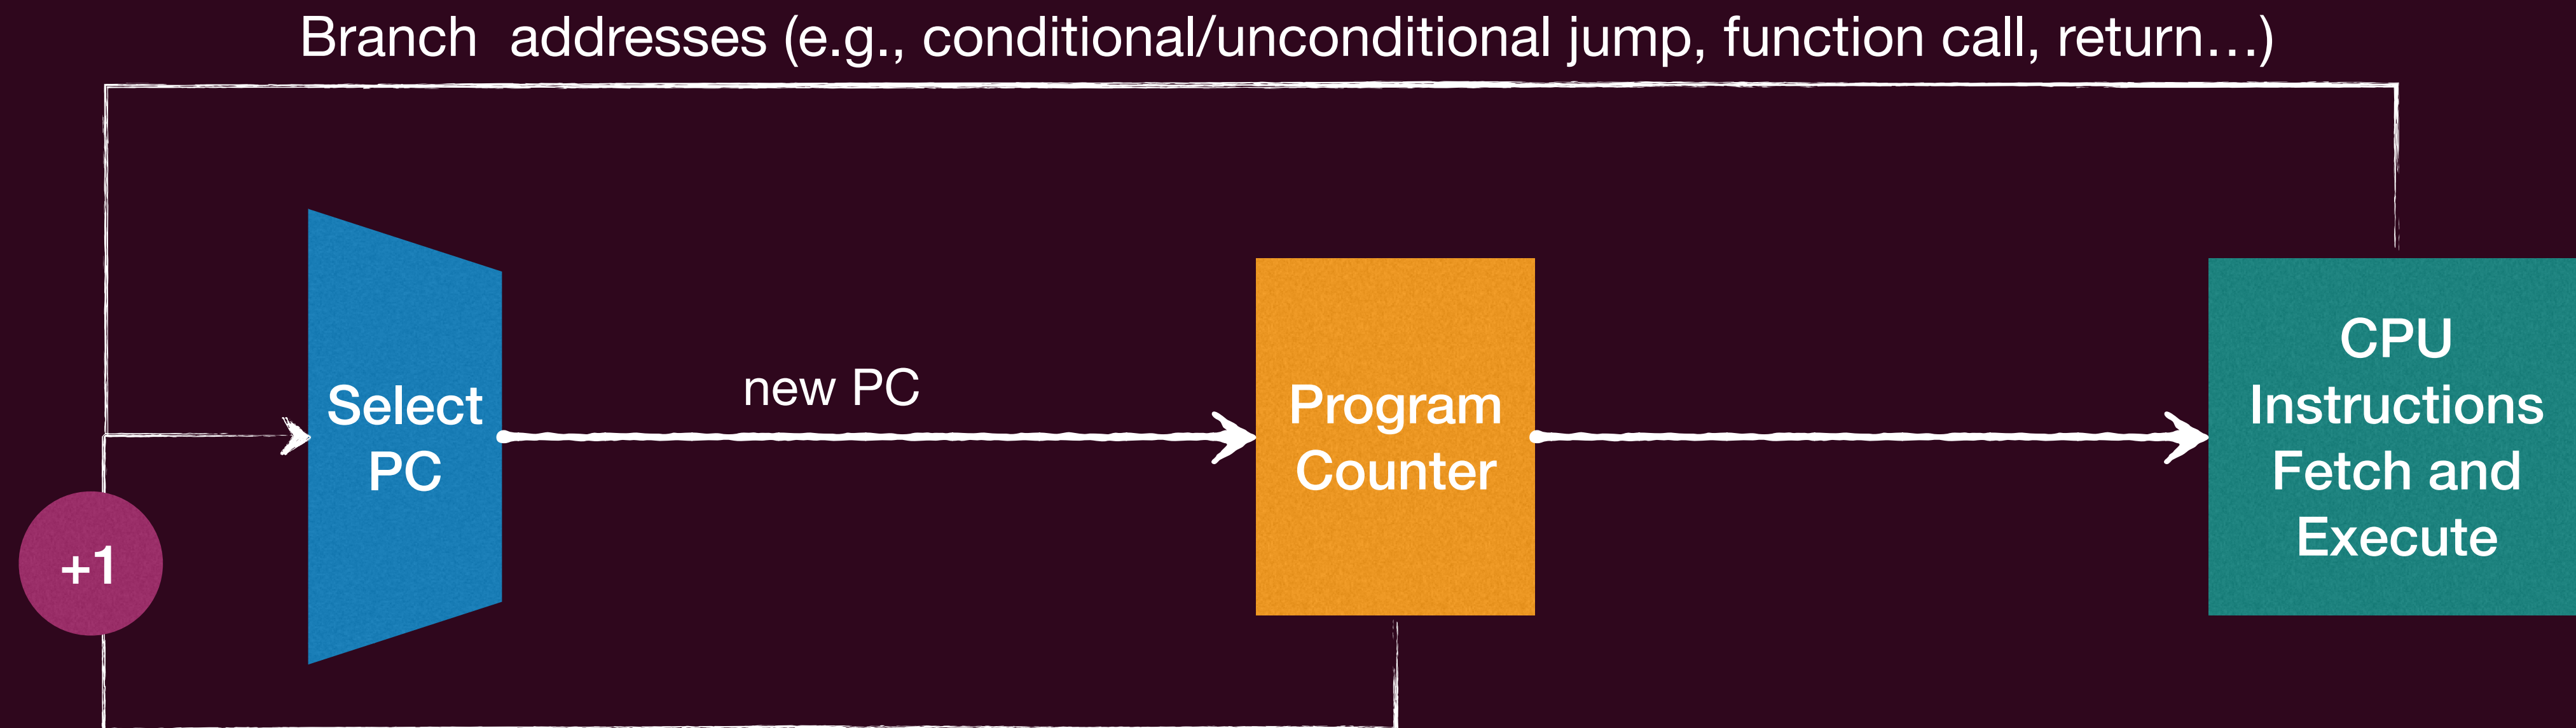 Branch  addresses (e.g., conditional/unconditional jump, function call, return…)
Select
PC
new PC
Program
Counter
CPU
Instructions
Fetch and
Execute
+1